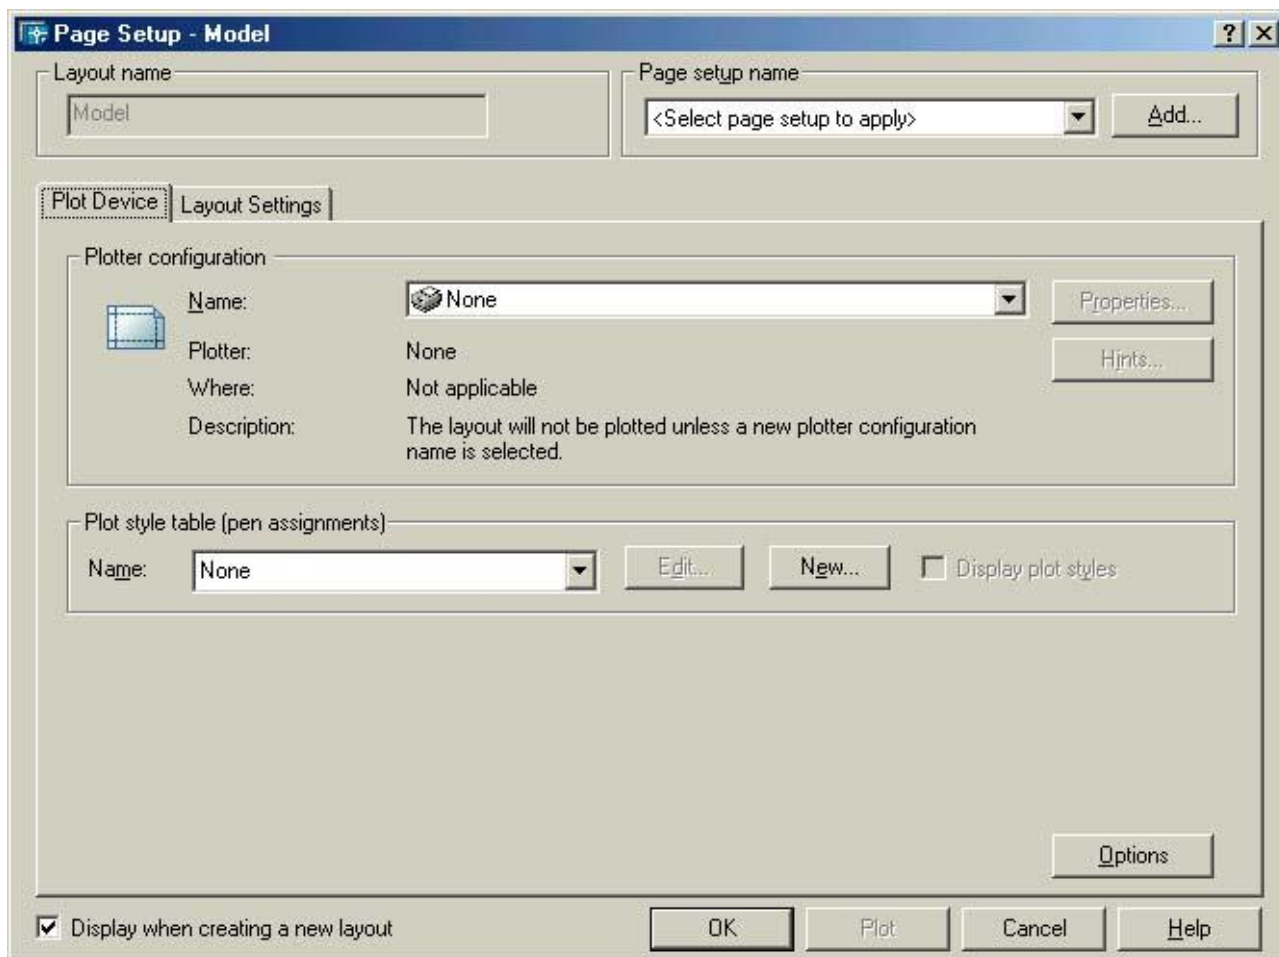 Page Setup - Model
Layout name
Model
Page setup name
<Select page setup to apply>
Add...
Plot Device
Layout Settings
Plotter configuration
Name:
None
Properties...
Plotter:
None
Hints...
Where:
Not applicable
Description:
The layout will not be plotted unless a new plotter configuration
name is selected.
Plot style table (pen assignments)
Name:
None
Edit...
New...
Display plot styles
Options
Display when creating a new layout
OK
Plot
Cancel
Help